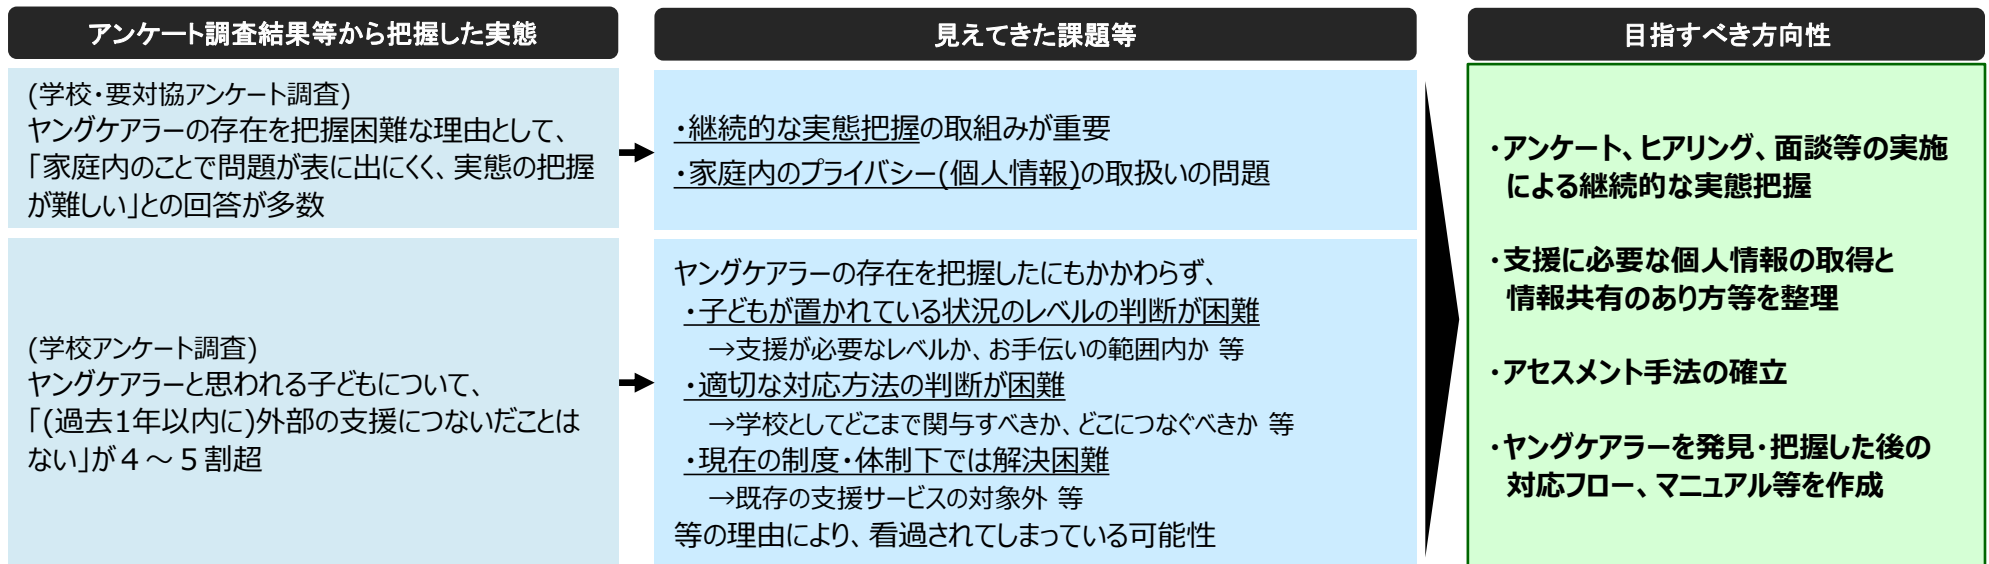 アンケート調査結果等から把握した実態
(学校・要対協アンケート調査)
ヤングケアラーの存在を把握困難な理由として、
「家庭内のことで問題が表に出にくく、実態の把握
が難しい」との回答が多数
(学校アンケート調査)
ヤングケアラーと思われる子どもについて、
「(過去1年以内に)外部の支援につないだことは
ない」が４～５割超
見えてきた課題等
・継続的な実態把握の取組みが重要
・家庭内のプライバシー(個人情報)の取扱いの問題
ヤングケアラーの存在を把握したにもかかわらず、
・子どもが置かれている状況のレベルの判断が困難
→支援が必要なレベルか、お手伝いの範囲内か 等
・適切な対応方法の判断が困難
→学校としてどこまで関与すべきか、どこにつなぐべきか 等
・現在の制度・体制下では解決困難
→既存の支援サービスの対象外 等
等の理由により、看過されてしまっている可能性
目指すべき方向性
・アンケート、ヒアリング、面談等の実施
による継続的な実態把握
・支援に必要な個人情報の取得と
情報共有のあり方等を整理
・アセスメント手法の確立
・ヤングケアラーを発見・把握した後の
対応フロー、マニュアル等を作成